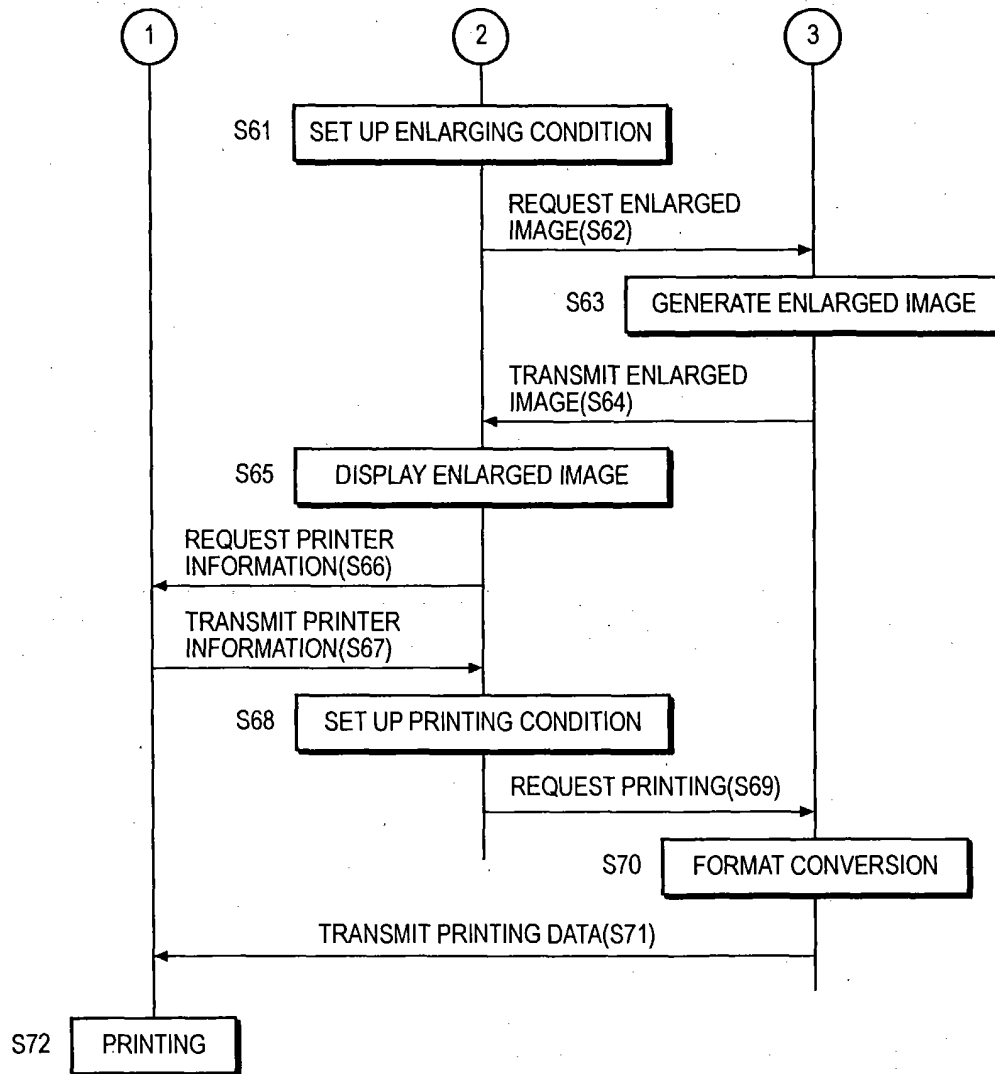 1
2
3
S61
SET UP ENLARGING CONDITION
REQUEST ENLARGED
IMAGE(S62)
S63
GENERATE ENLARGED IMAGE
TRANSMIT ENLARGED
IMAGE(S64)
S65
DISPLAY ENLARGED IMAGE
REQUEST PRINTER
INFORMATION(S66)
TRANSMIT PRINTER
INFORMATION(S67)
S68
SET UP PRINTING CONDITION
REQUEST PRINTING(S69)
S70
FORMAT CONVERSION
TRANSMIT PRINTING DATA(S71)
S72
PRINTING